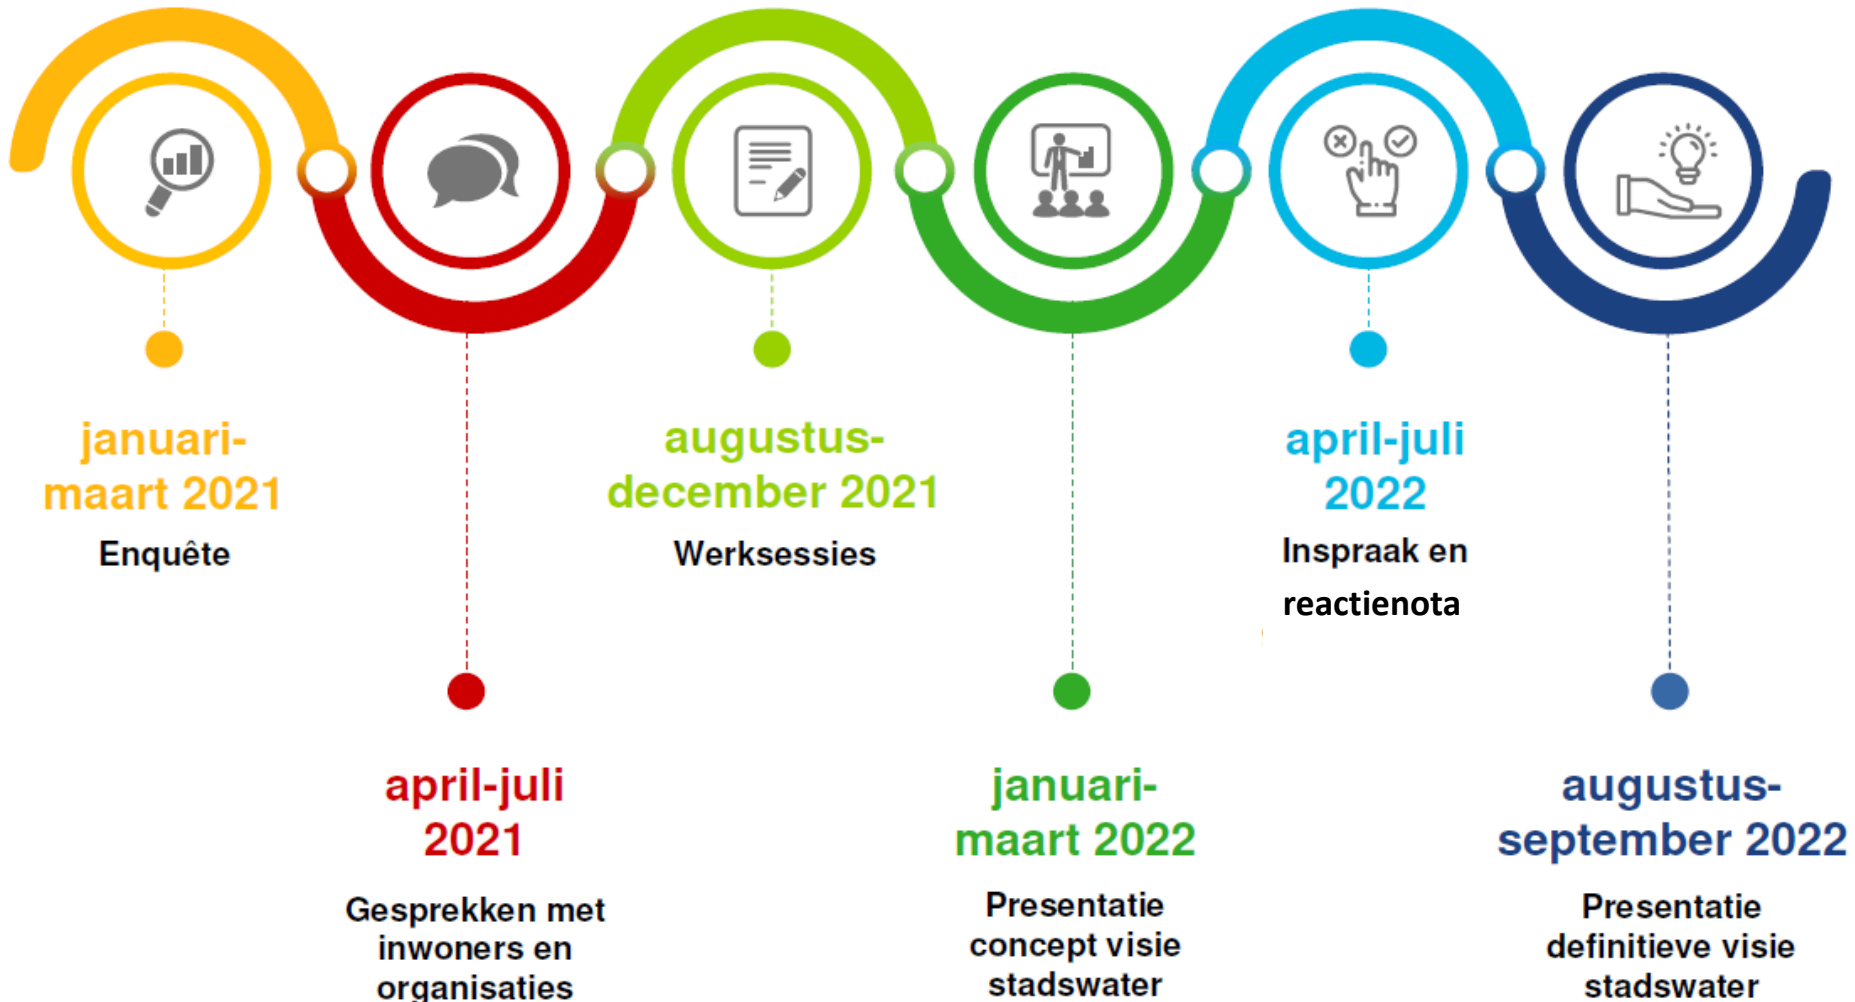 januari-
maart 2021
Enquête
april-juli
2021
Gesprekken met
inwoners en
organisaties
augustus-
december 2021
Werksessies
januari-
maart 2022
Presentatie
concept visie
stadswater
april-juli
2022
Inspraak en
reactienota
augustus-
september 2022
Presentatie
definitieve visie
stadswater